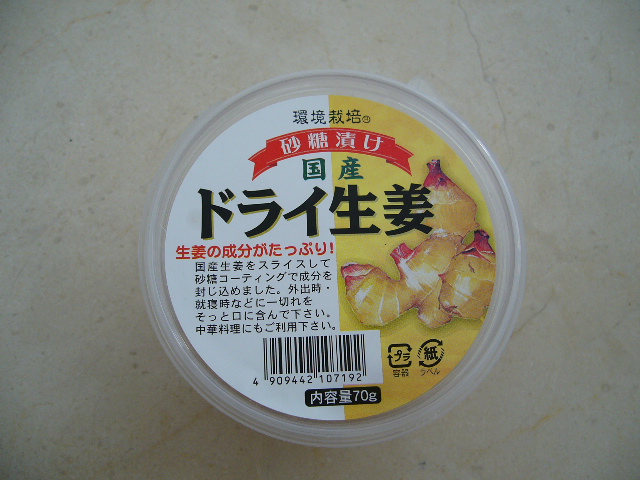 環境栽培
砂糖漬け
国産
ドライ生姜
生姜の成分がたっぷり!
国産生姜をスライスして
砂糖コーティングで成分を
封じ込めました。外出時・
就寝時などに一切れを
そっと口に含んで下さい。
中華料理にもご利用下さい。
プラ
容器
紙
ラベル
4 909442 107192
内容量70g